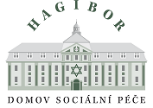 HAGIBOR
DOMOV SOCIÁLNÍ PÉČE